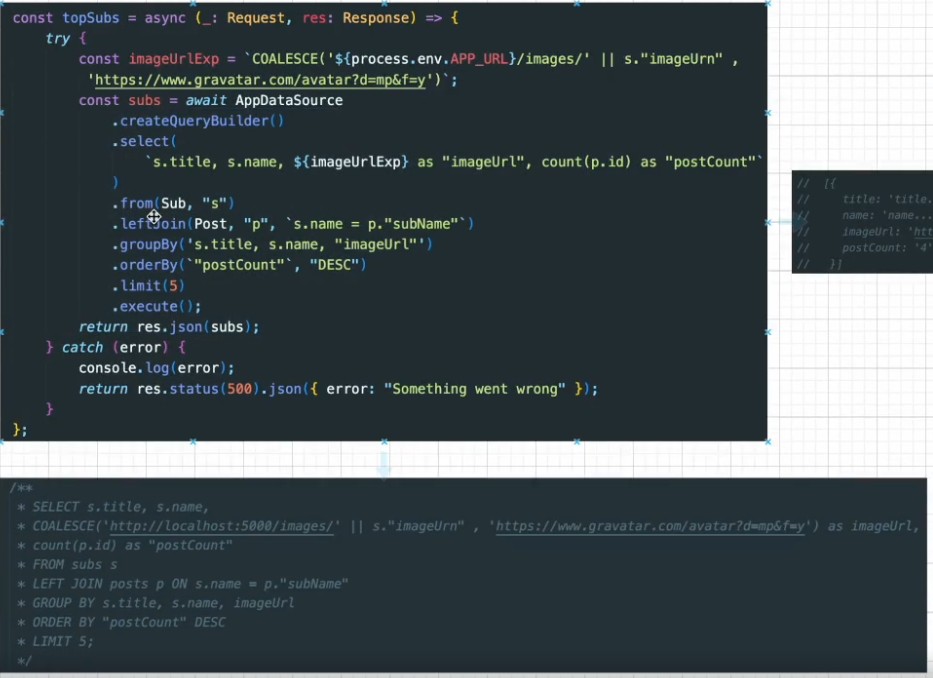 const topSubs = async (_: Request, res: Response) => {
try {
const imageUrlExp = `COALESCE('${process.env.APP_URL}/images/' || s."imageUrn" ,
'https://www.gravatar.com/avatar?d=mp&f=y')`;
const subs = await AppDataSource
.createQueryBuilder()
.select(
`s.title, s.name, ${imageUrlExp} as "imageUrl", count(p.id) as "postCount"`
)
.from(Sub, "s")
.leftJoin(Post, "p", `s.name = p."subName"`)
.groupBy('s.title, s.name, "imageUrl"')
.orderBy(`"postCount"`, "DESC")
.limit(5)
.execute();
return res.json(subs);
} catch (error) {
console.log(error);
return res.status(500).json({ error: "Something went wrong" });
}
};
// [{
// title: 'title.
// name: 'name...
// imageUrl: 'htt
// postCount: '4'
// }]
/**
* SELECT s.title, s.name,
* COALESCE('http://localhost:5000/images/' || s."imageUrn" , 'https://www.gravatar.com/avatar?d=mp&f=y') as imageUrl,
* count(p.id) as "postCount"
* FROM subs s
* LEFT JOIN posts p ON s.name = p."subName"
* GROUP BY s.title, s.name, imageUrl
* ORDER BY "postCount" DESC
* LIMIT 5;
*/